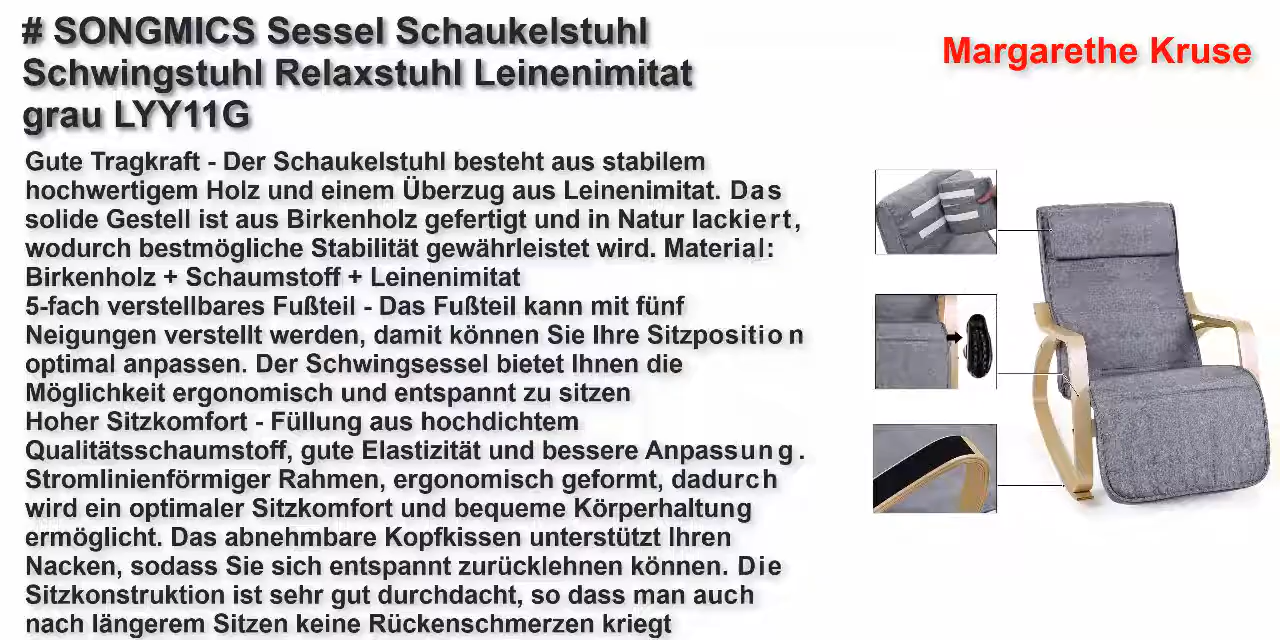 # SONGMICS Sessel Schaukelstuhl
Schwingstuhl Relaxstuhl Leinenimitat
grau LYY11G
Margarethe Kruse
Gute Tragkraft - Der Schaukelstuhl besteht aus stabilem
hochwertigem Holz und einem Überzug aus Leinenimitat. Das
solide Gestell ist aus Birkenholz gefertigt und in Natur lackiert,
wodurch bestmögliche Stabilität gewährleistet wird. Material:
Birkenholz + Schaumstoff + Leinenimitat
5-fach verstellbares Fußteil - Das Fußteil kann mit fünf
Neigungen verstellt werden, damit können Sie Ihre Sitzposition
optimal anpassen. Der Schwingsessel bietet Ihnen die
Möglichkeit ergonomisch und entspannt zu sitzen
Hoher Sitzkomfort - Füllung aus hochdichtem
Qualitätsschaumstoff, gute Elastizität und bessere Anpassung.
Stromlinienförmiger Rahmen, ergonomisch geformt, dadurch
wird ein optimaler Sitzkomfort und bequeme Körperhaltung
ermöglicht. Das abnehmbare Kopfkissen unterstützt Ihren
Nacken, sodass Sie sich entspannt zurücklehnen können. Die
Sitzkonstruktion ist sehr gut durchdacht, so dass man auch
nach längerem Sitzen keine Rückenschmerzen kriegt